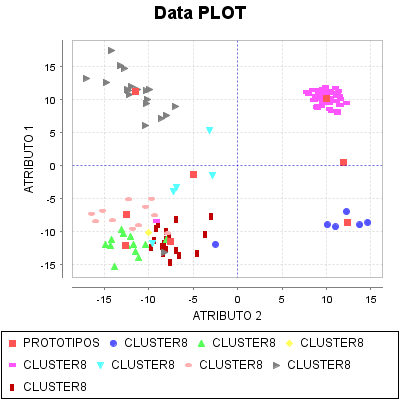 Data PLOT
ATRIBUTO 1
15
10
5
0
-5
-10
-15
-15 -10 -5 0 5 10 15
ATRIBUTO 2
PROTOTIPOS CLUSTER8 CLUSTER8 CLUSTER8
CLUSTER8 CLUSTER8 CLUSTER8 CLUSTER8
CLUSTER8